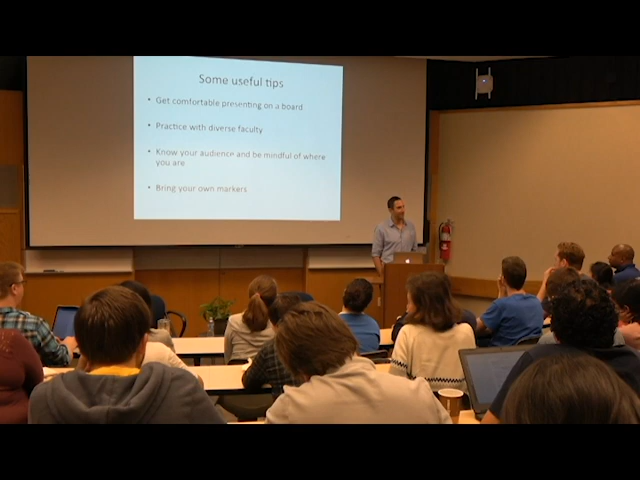 Some useful tips
• Get comfortable presenting on a board
• Practice with diverse faculty
• Know your audience and be mindful of where
you are
• Bring your own markers